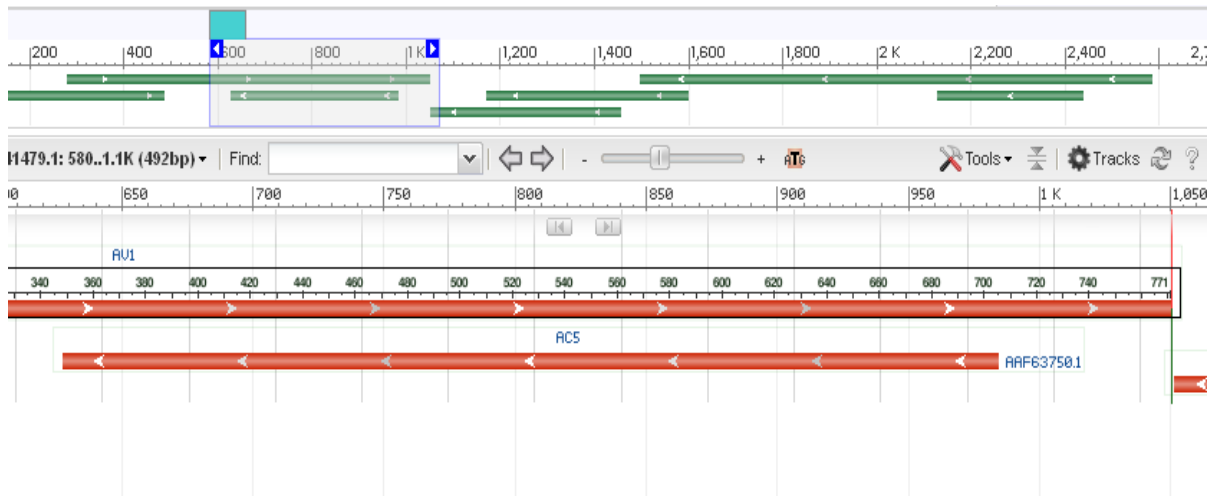 200 400 600 800 1K 1,200 1,400 1,600 1,800 2 K 2,200 2,400 2,
41479.1: 580..1.1K (492bp) Find: - + ATG Tools Tracks ?
650 700 750 800 850 900 950 1 K 1,050
AV1
340 360 380 400 420 440 460 480 500 520 540 560 580 600 620 640 660 680 700 720 740 771
AC5
AAF63750.1